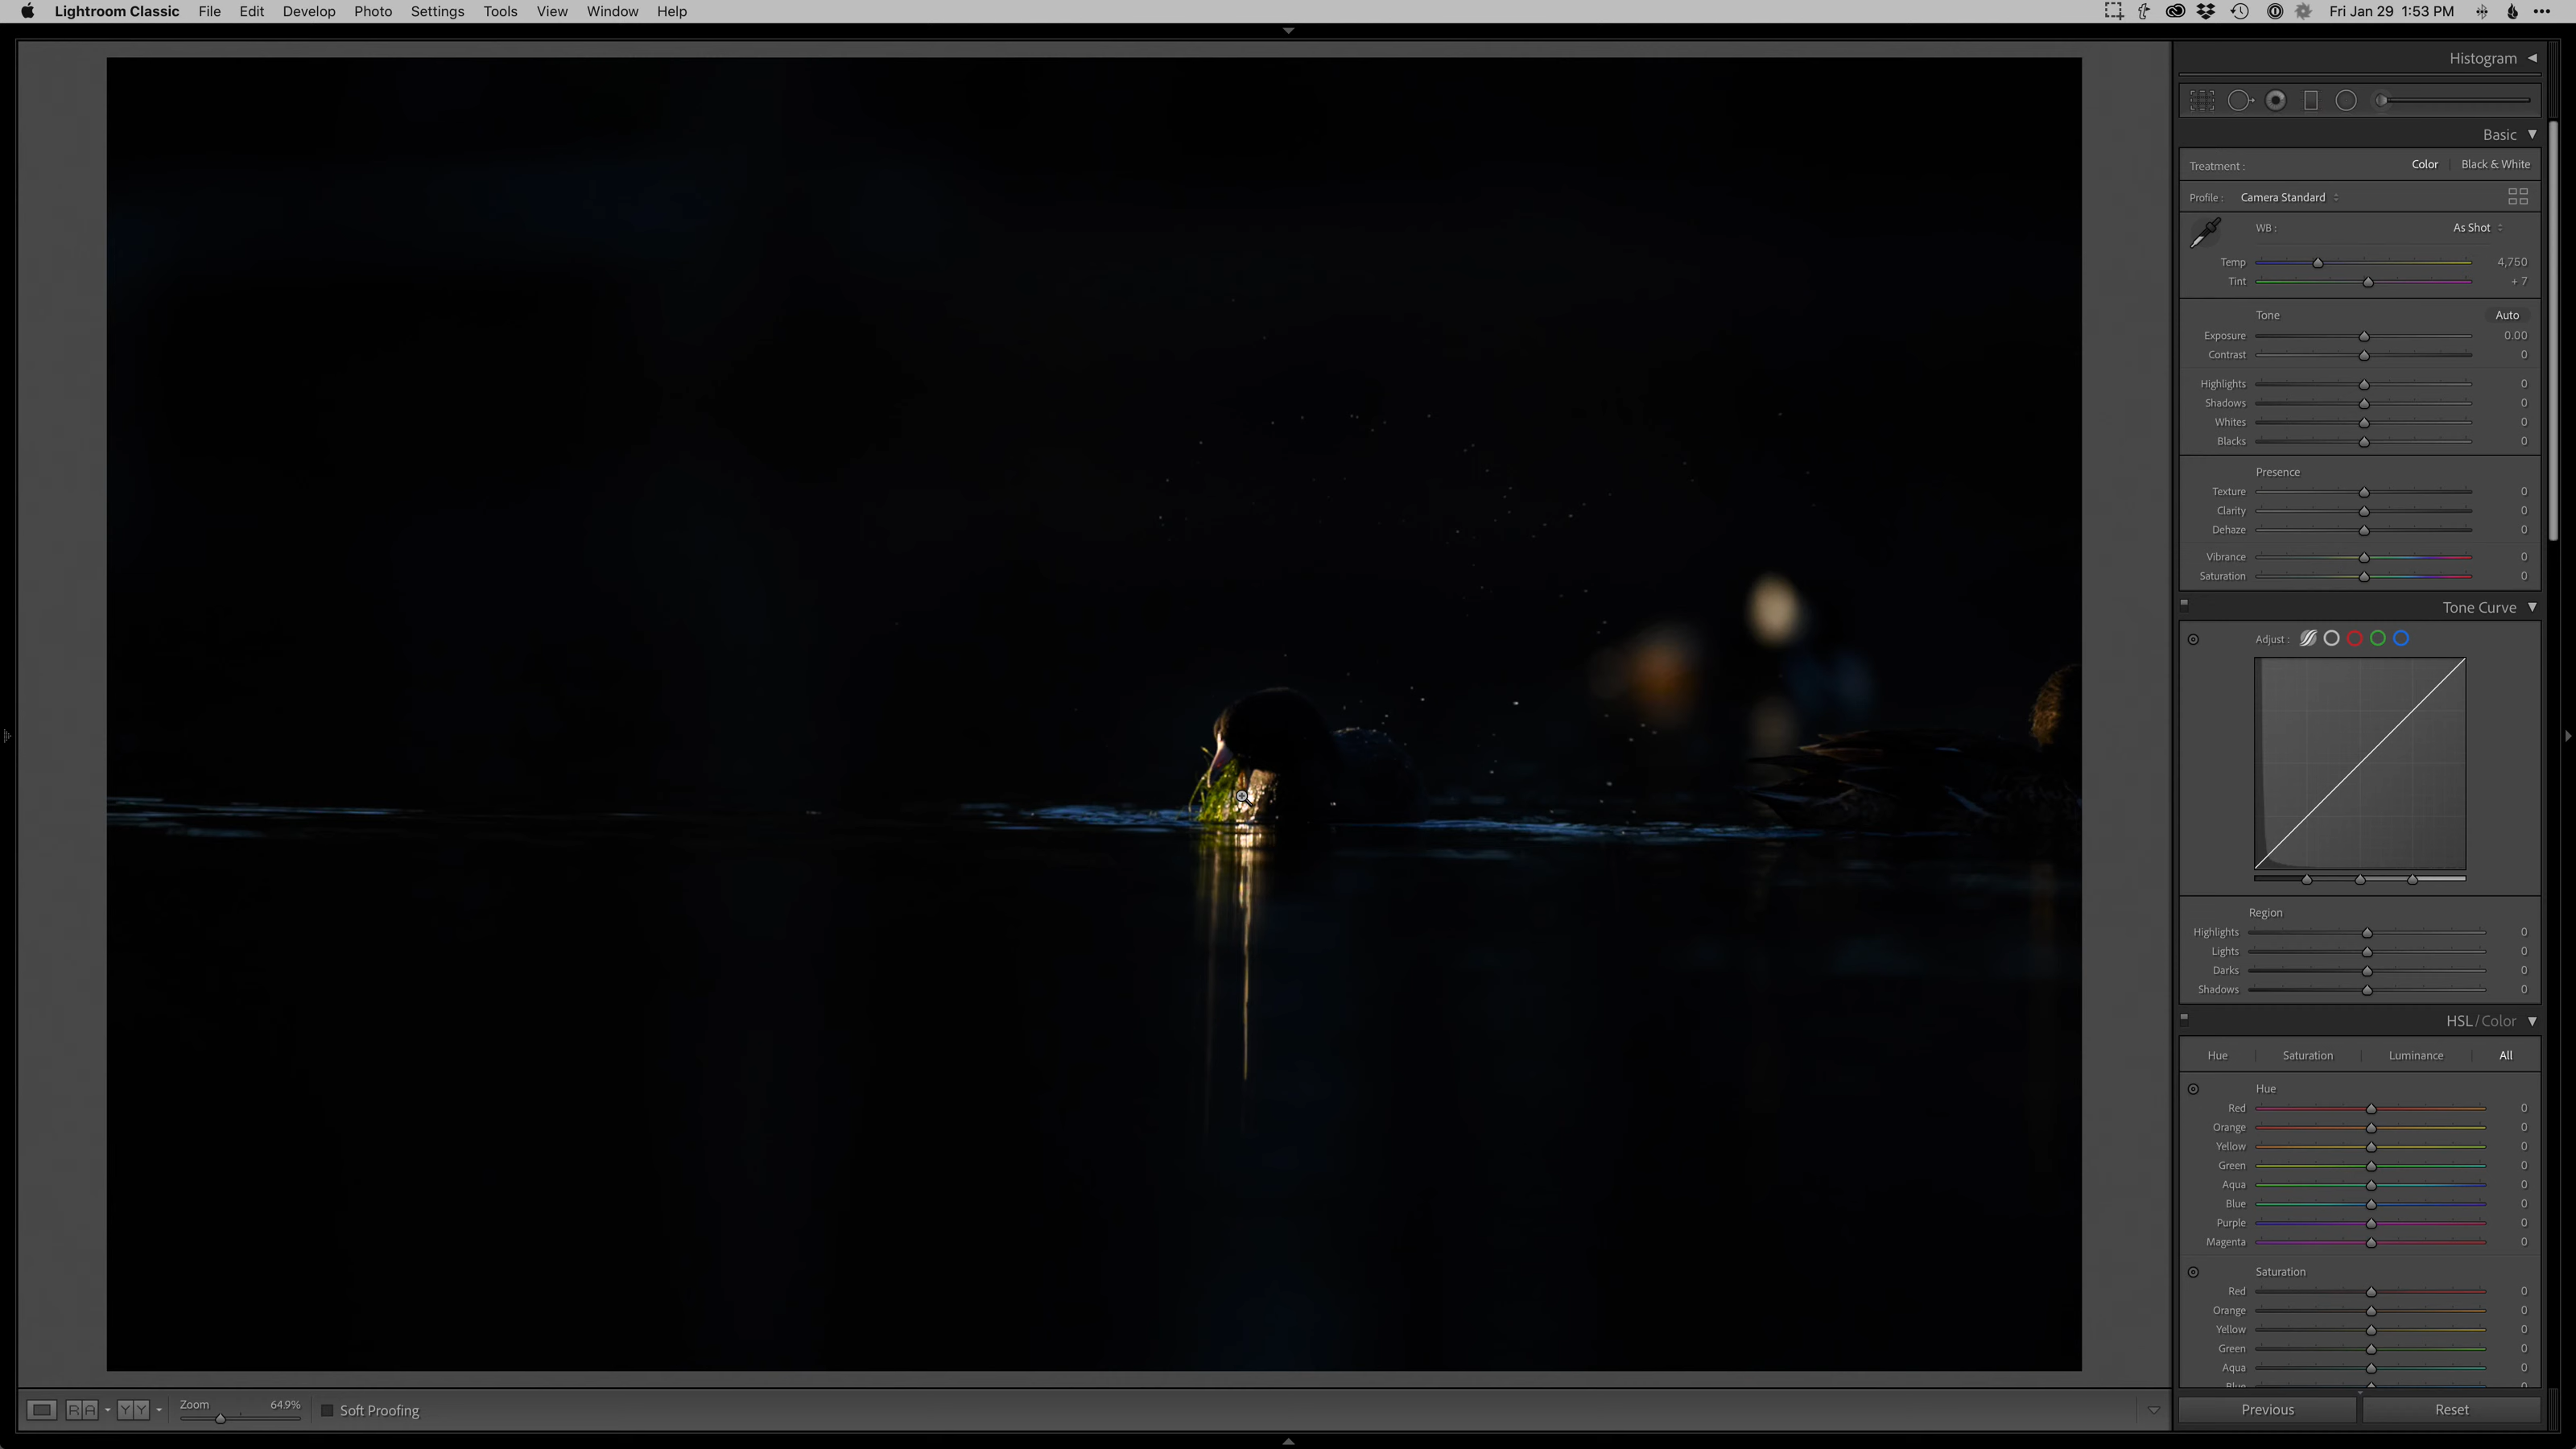 Lightroom Classic File Edit Develop Photo Settings Tools View Window Help Fri Jan 29 1:53 PM
Histogram
Basic
Treatment : Color Black & White
Profile : Camera Standard
WB : As Shot
Temp 4,750
Tint + 7
Tone Auto
Exposure 0.00
Contrast 0
Highlights 0
Shadows 0
Whites 0
Blacks 0
Presence
Texture 0
Clarity 0
Dehaze 0
Vibrance 0
Saturation 0
Tone Curve
Adjust :
Region
Highlights 0
Lights 0
Darks 0
Shadows 0
HSL / Color
Hue Saturation Luminance All
Hue
Red 0
Orange 0
Yellow 0
Green 0
Aqua 0
Blue 0
Purple 0
Magenta 0
Saturation
Red 0
Orange 0
Yellow 0
Green 0
Aqua 0
Blue 0
R A Y Y Zoom 64.9% Soft Proofing
Previous Reset